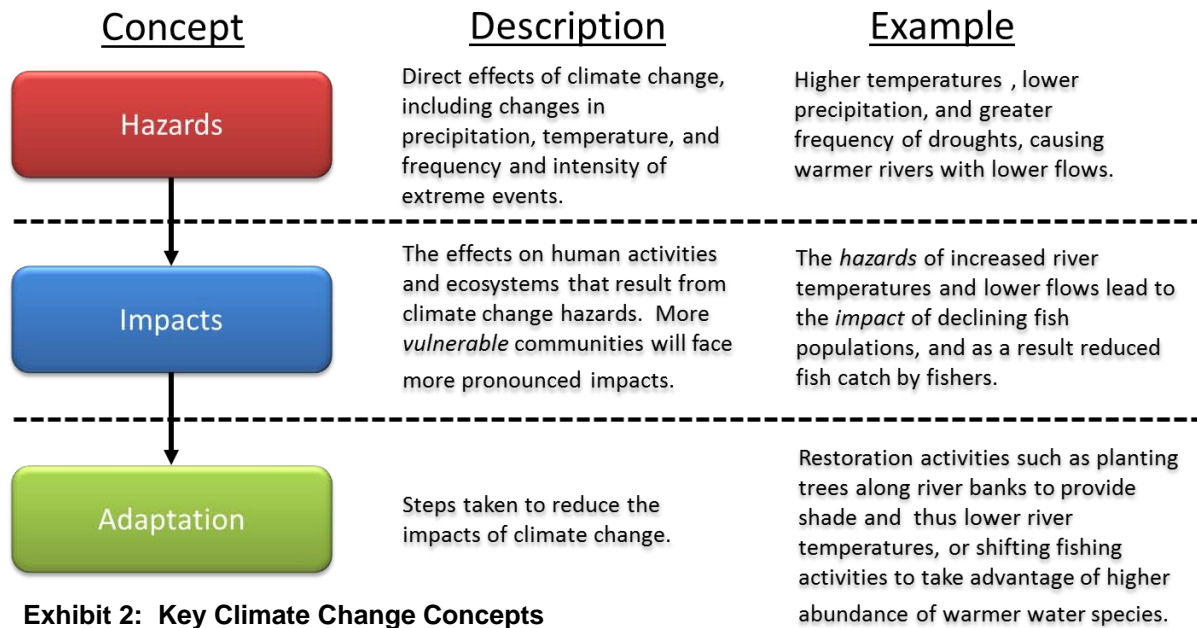 Concept
Description
Example
Hazards
Direct effects of climate change,
including changes in
precipitation, temperature, and
frequency and intensity of
extreme events.
Higher temperatures , lower
precipitation, and greater
frequency of droughts, causing
warmer rivers with lower flows.
Impacts
The effects on human activities
and ecosystems that result from
climate change hazards.  More
vulnerable communities will face
more pronounced impacts.
The hazards of increased river
temperatures and lower flows lead to
the impact of declining fish
populations, and as a result reduced
fish catch by fishers.
Adaptation
Steps taken to reduce the
impacts of climate change.
Restoration activities such as planting
trees along river banks to provide
shade and  thus lower river
temperatures, or shifting fishing
activities to take advantage of higher
abundance of warmer water species.
Exhibit 2:  Key Climate Change Concepts